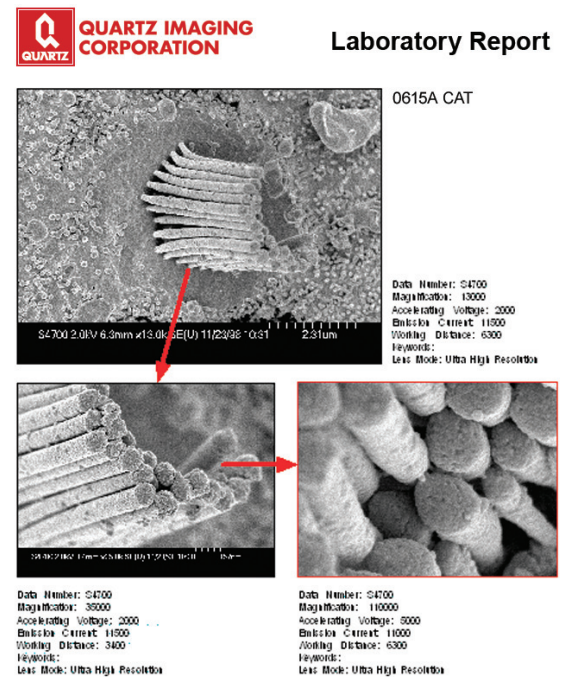 QUARTZ
QUARTZ IMAGING
CORPORATION
Laboratory Report
0615A CAT
Data Number: S4700
Magnification: 13000
Accelerating Voltage: 2000
Emission Current: 11500
Working Distance: 6300
Keywords:
Lens Mode: Ultra High Resolution
S4700 2.0kV 6.3mm x13.0k SE(U) 11/23/98 10:31 2.31um
S4700 2.0kV
Data Number: S4700
Magnification: 35000
Accelerating Voltage: 2000
Emission Current: 11500
Working Distance: 3400
Keywords:
Lens Mode: Ultra High Resolution
Data Number: S4700
Magnification: 110000
Accelerating Voltage: 5000
Emission Current: 11000
Working Distance: 6300
Keywords:
Lens Mode: Ultra High Resolution